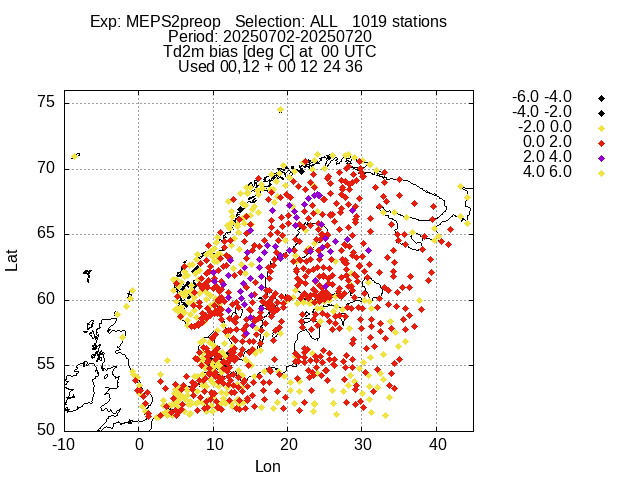 Exp: MEPS2preop   Selection: ALL   1019 stations
Period: 20250702-20250720
Td2m bias [deg C] at  00 UTC
Used 00,12 + 00 12 24 36
-6.0 -4.0
-4.0 -2.0
-2.0 0.0
0.0 2.0
2.0 4.0
4.0 6.0
75
70
65
60
55
50
Lat
-10 0 10 20 30 40
Lon